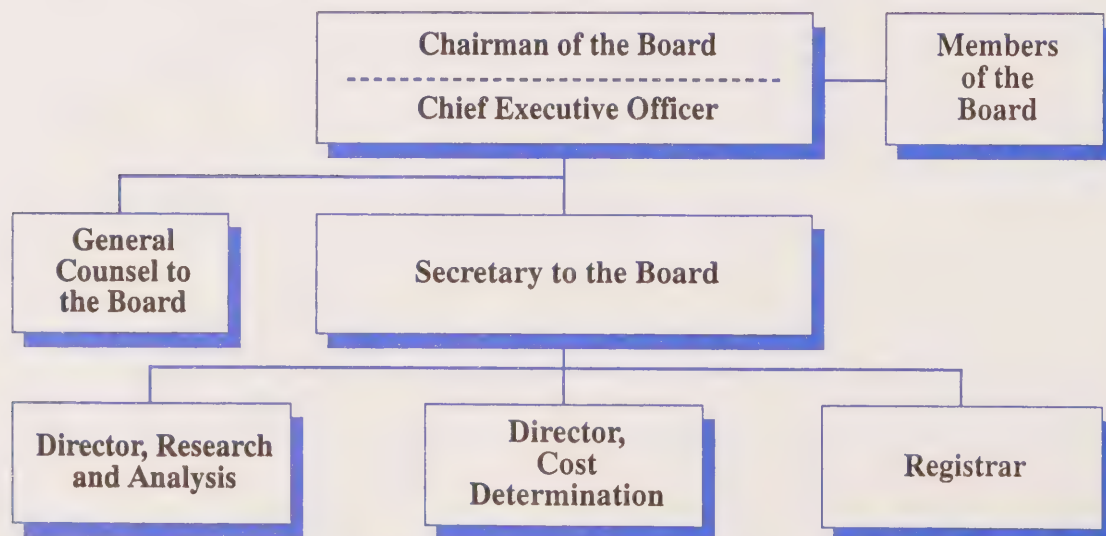 Chairman of the Board
Chief Executive Officer
Members
of the
Board
General
Counsel to
the Board
Secretary to the Board
Director, Research
and Analysis
Director,
Cost
Determination
Registrar